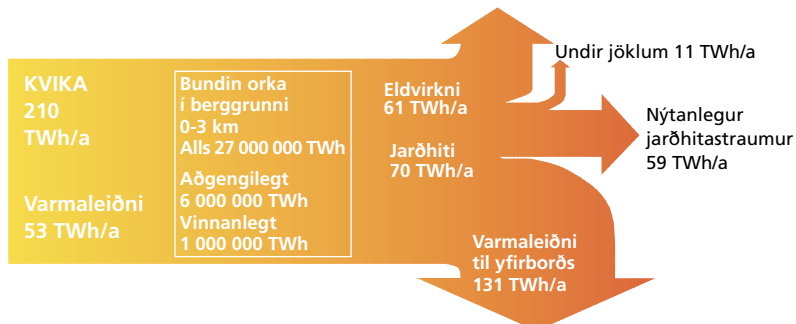 KVIKA
210
TWh/a
Varmaleiðni
53 TWh/a
Bundin orka
í berggrunni
0-3 km
Alls 27 000 000 TWh
Aðgengilegt
6 000 000 TWh
Vinnanlegt
1 000 000 TWh
Eldvirkni
61 TWh/a
Jarðhiti
70 TWh/a
Undir jöklum 11 TWh/a
Nýtanlegur
jarðhitastraumur
59 TWh/a
Varmaleiðni
til yfirborðs
131 TWh/a